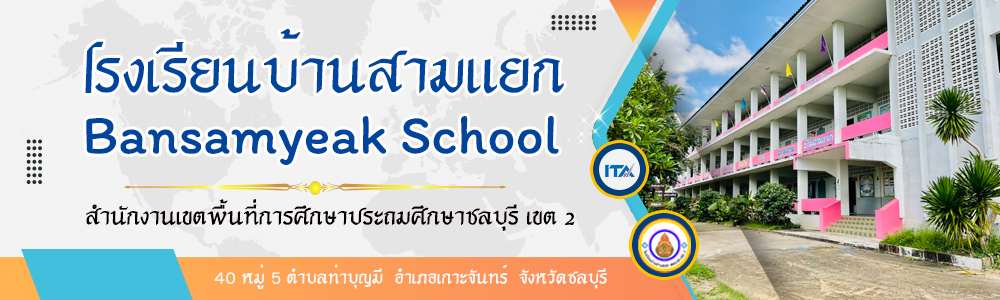 โรงเรียนบ้านสามแยก
Bansamyeak School
สำนักงานเขตพื้นที่การศึกษาประถมศึกษาชลบุรี เขต 2
40 หมู่ 5 ตำบลท่าบุญมี อำเภอเกาะจันทร์ จังหวัดชลบุรี
ITA